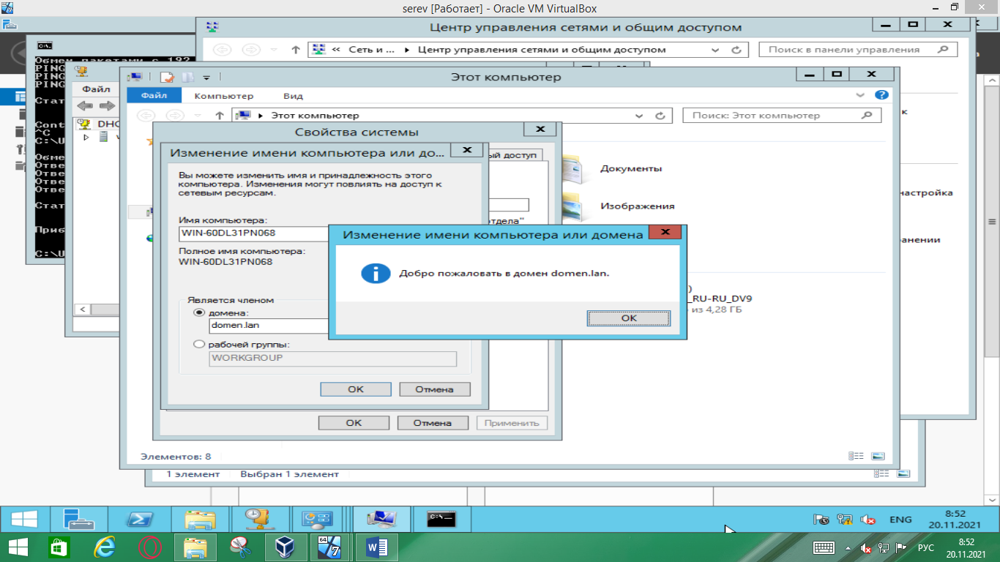 serev [Работает] - Oracle VM VirtualBox
Центр управления сетями и общим доступом
« Сеть и ... Центр управления сетями и общим доступом
Поиск в панели управления
C:\.
Обмен пакетами с 192
PING
PING
PING
Стат
Cont
^C
C:\U
Обме
Отве
Отве
Отве
Отве
Стат
Приб
C:\U
Файл
DHC
Этот компьютер
Файл Компьютер Вид
Этот компьютер
Поиск: Этот компьютер
Документы
Изображения
RU-RU_DV9
из 4,28 ГБ
Элементов: 8
1 элемент Выбран 1 элемент
к
настройка
ранении
Свойства системы
ый доступ
отдела"
OK Отмена Применить
Изменение имени компьютера или до...
Вы можете изменить имя и принадлежность этого
компьютера. Изменения могут повлиять на доступ к
сетевым ресурсам.
Имя компьютера:
WIN-60DL31PN068
Полное имя компьютера:
WIN-60DL31PN068
Является членом
домена:
domen.lan
рабочей группы:
WORKGROUP
OK Отмена
Изменение имени компьютера или домена
Добро пожаловать в домен domen.lan.
OK
ENG
8:52
20.11.2021
64
7
РУС
8:52
20.11.2021